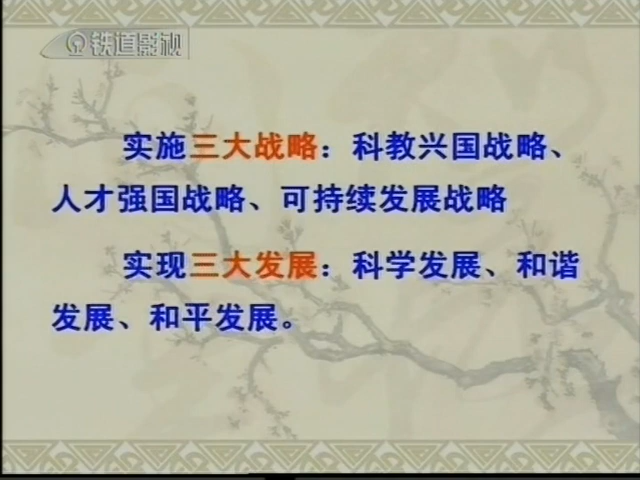 铁道影视
实施三大战略：科教兴国战略、
人才强国战略、可持续发展战略
实现三大发展：科学发展、和谐
发展、和平发展。